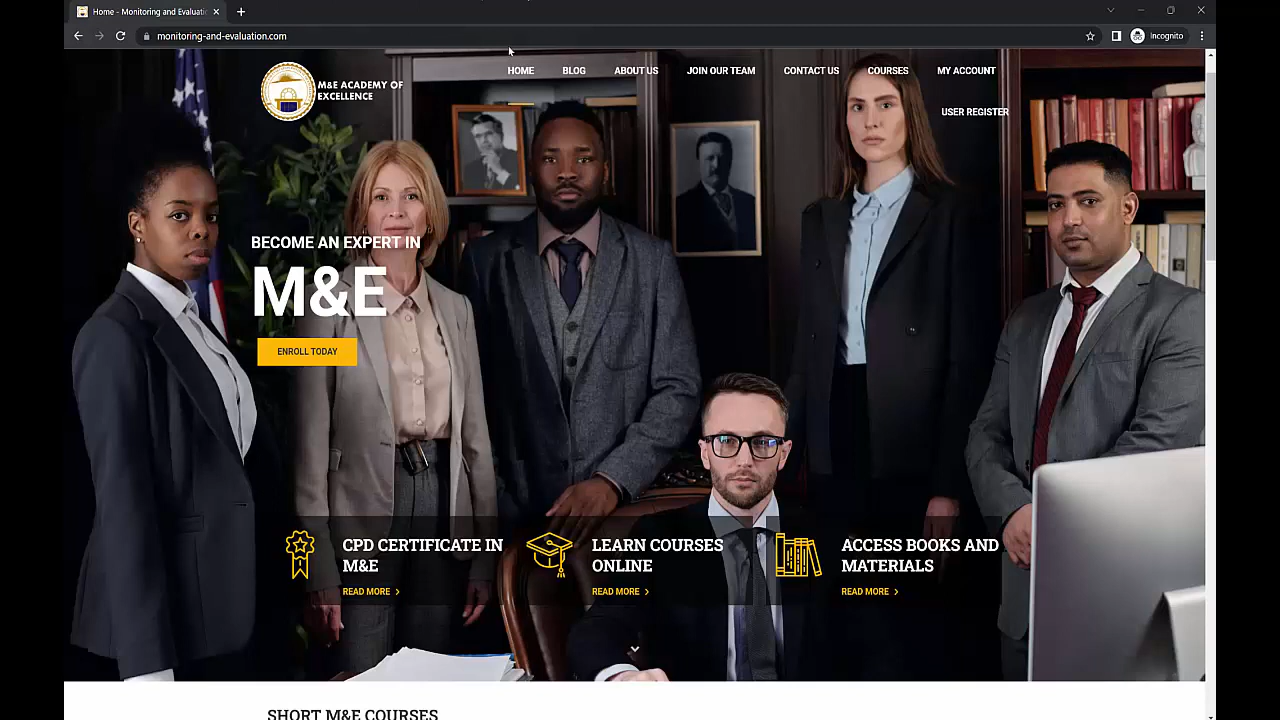 Home - Monitoring and Evaluatio
monitoring-and-evaluation.com
Incognito
M&E ACADEMY OF
EXCELLENCE
HOME
BLOG
ABOUT US
JOIN OUR TEAM
CONTACT US
COURSES
MY ACCOUNT
USER REGISTER
BECOME AN EXPERT IN
M&E
ENROLL TODAY
CPD CERTIFICATE IN
M&E
READ MORE
LEARN COURSES
ONLINE
READ MORE
ACCESS BOOKS AND
MATERIALS
READ MORE
SHORT M&E COURSES